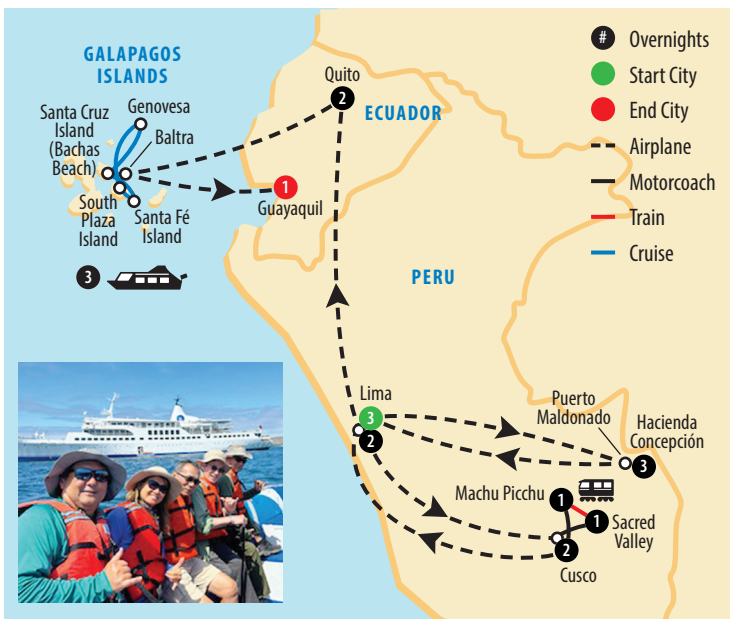 GALAPAGOS
ISLANDS
Genovesa
Santa Cruz
Island
(Bachas
Beach)
Baltra
South
Plaza
Island
Santa Fé
Island
3
Quito
2
ECUADOR
1
Guayaquil
PERU
Lima
3
2
Puerto
Maldonado
Hacienda
Concepción
3
Machu Picchu
1
1
Sacred
Valley
2
Cusco
# Overnights
Start City
End City
Airplane
Motorcoach
Train
Cruise